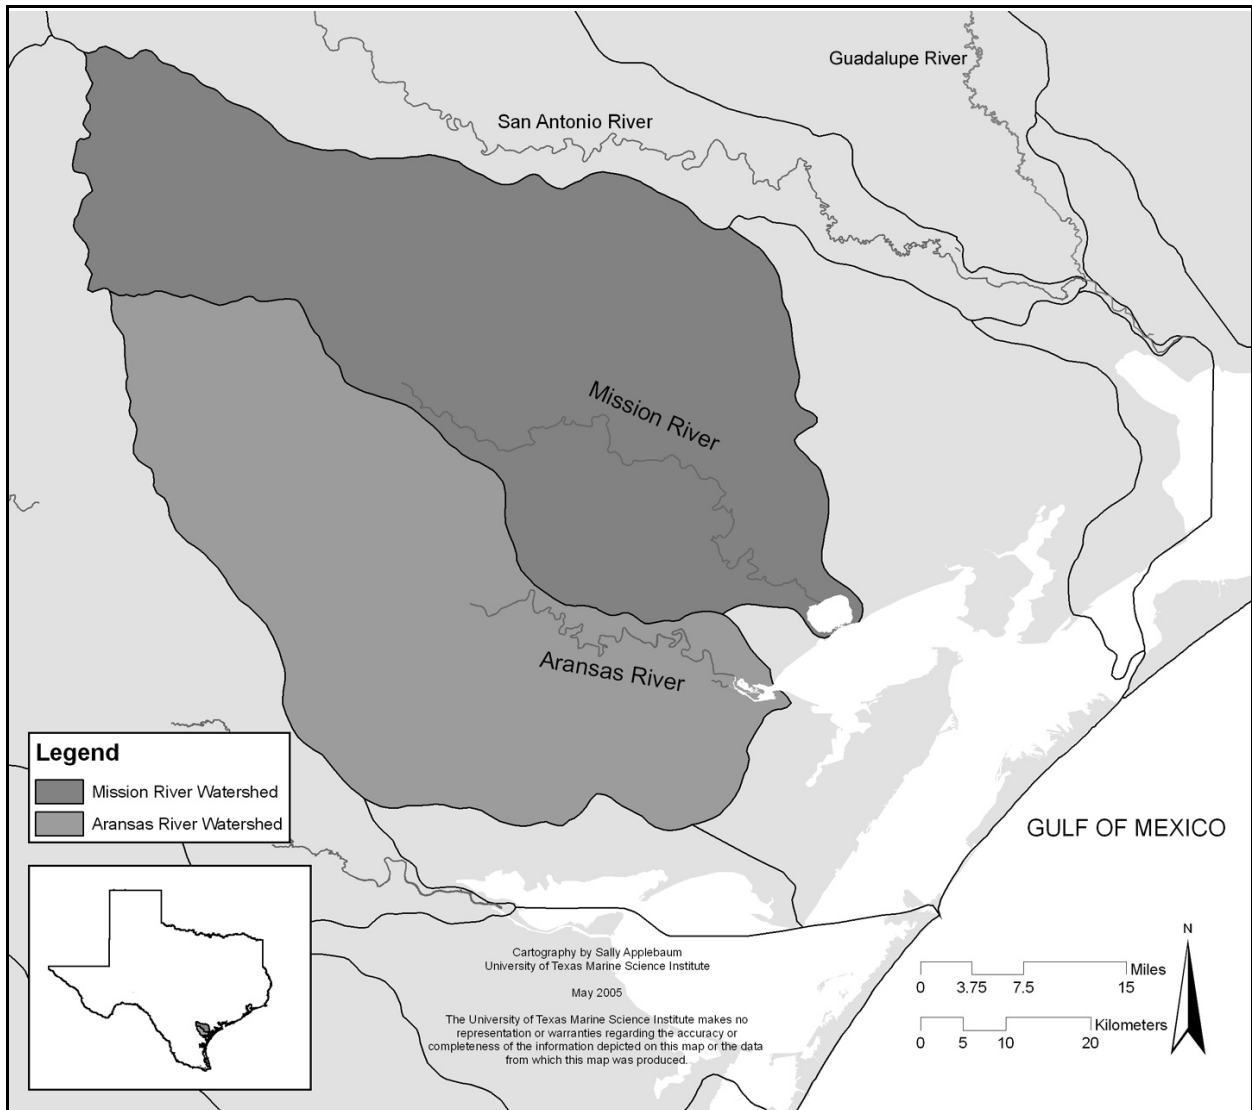 Guadalupe River
San Antonio River
Mission River
Aransas River
Legend
Mission River Watershed
Aransas River Watershed
GULF OF MEXICO
Cartography by Sally Applebaum
University of Texas Marine Science Institute
May 2005
The University of Texas Marine Science Institute makes no
representation or warranties regarding the accuracy or
completeness of the information depicted on this map or the data
from which this map was produced.
N
Miles
0 3.75 7.5 15
Kilometers
0 5 10 20